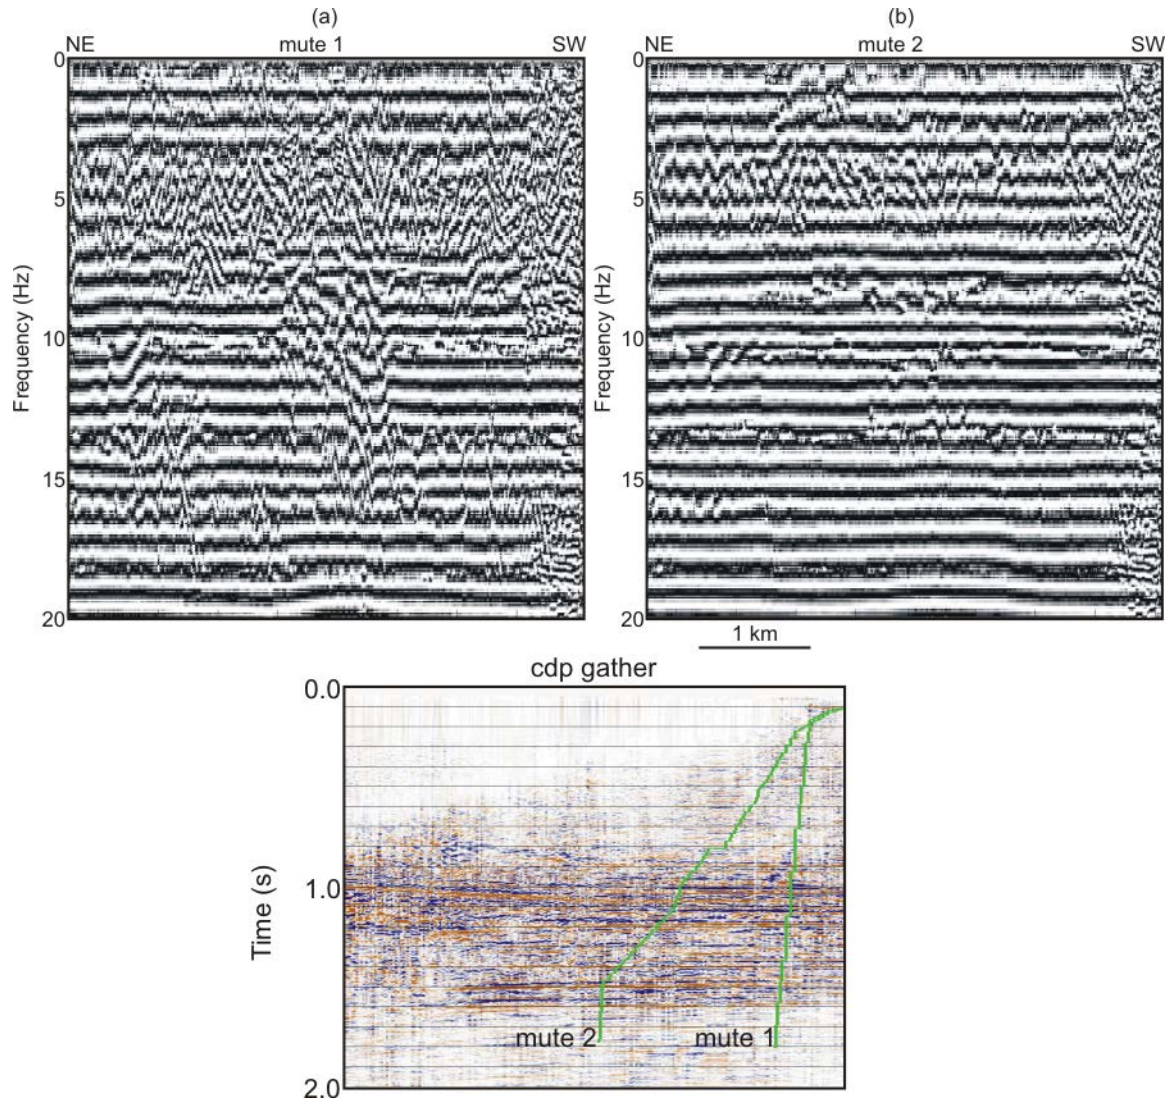 (a)
NE mute 1 SW
0
5
10
15
20
Frequency (Hz)
(b)
NE mute 2 SW
0
5
10
15
20
Frequency (Hz)
1 km
cdp gather
0.0
1.0
2.0
Time (s)
mute 2
mute 1